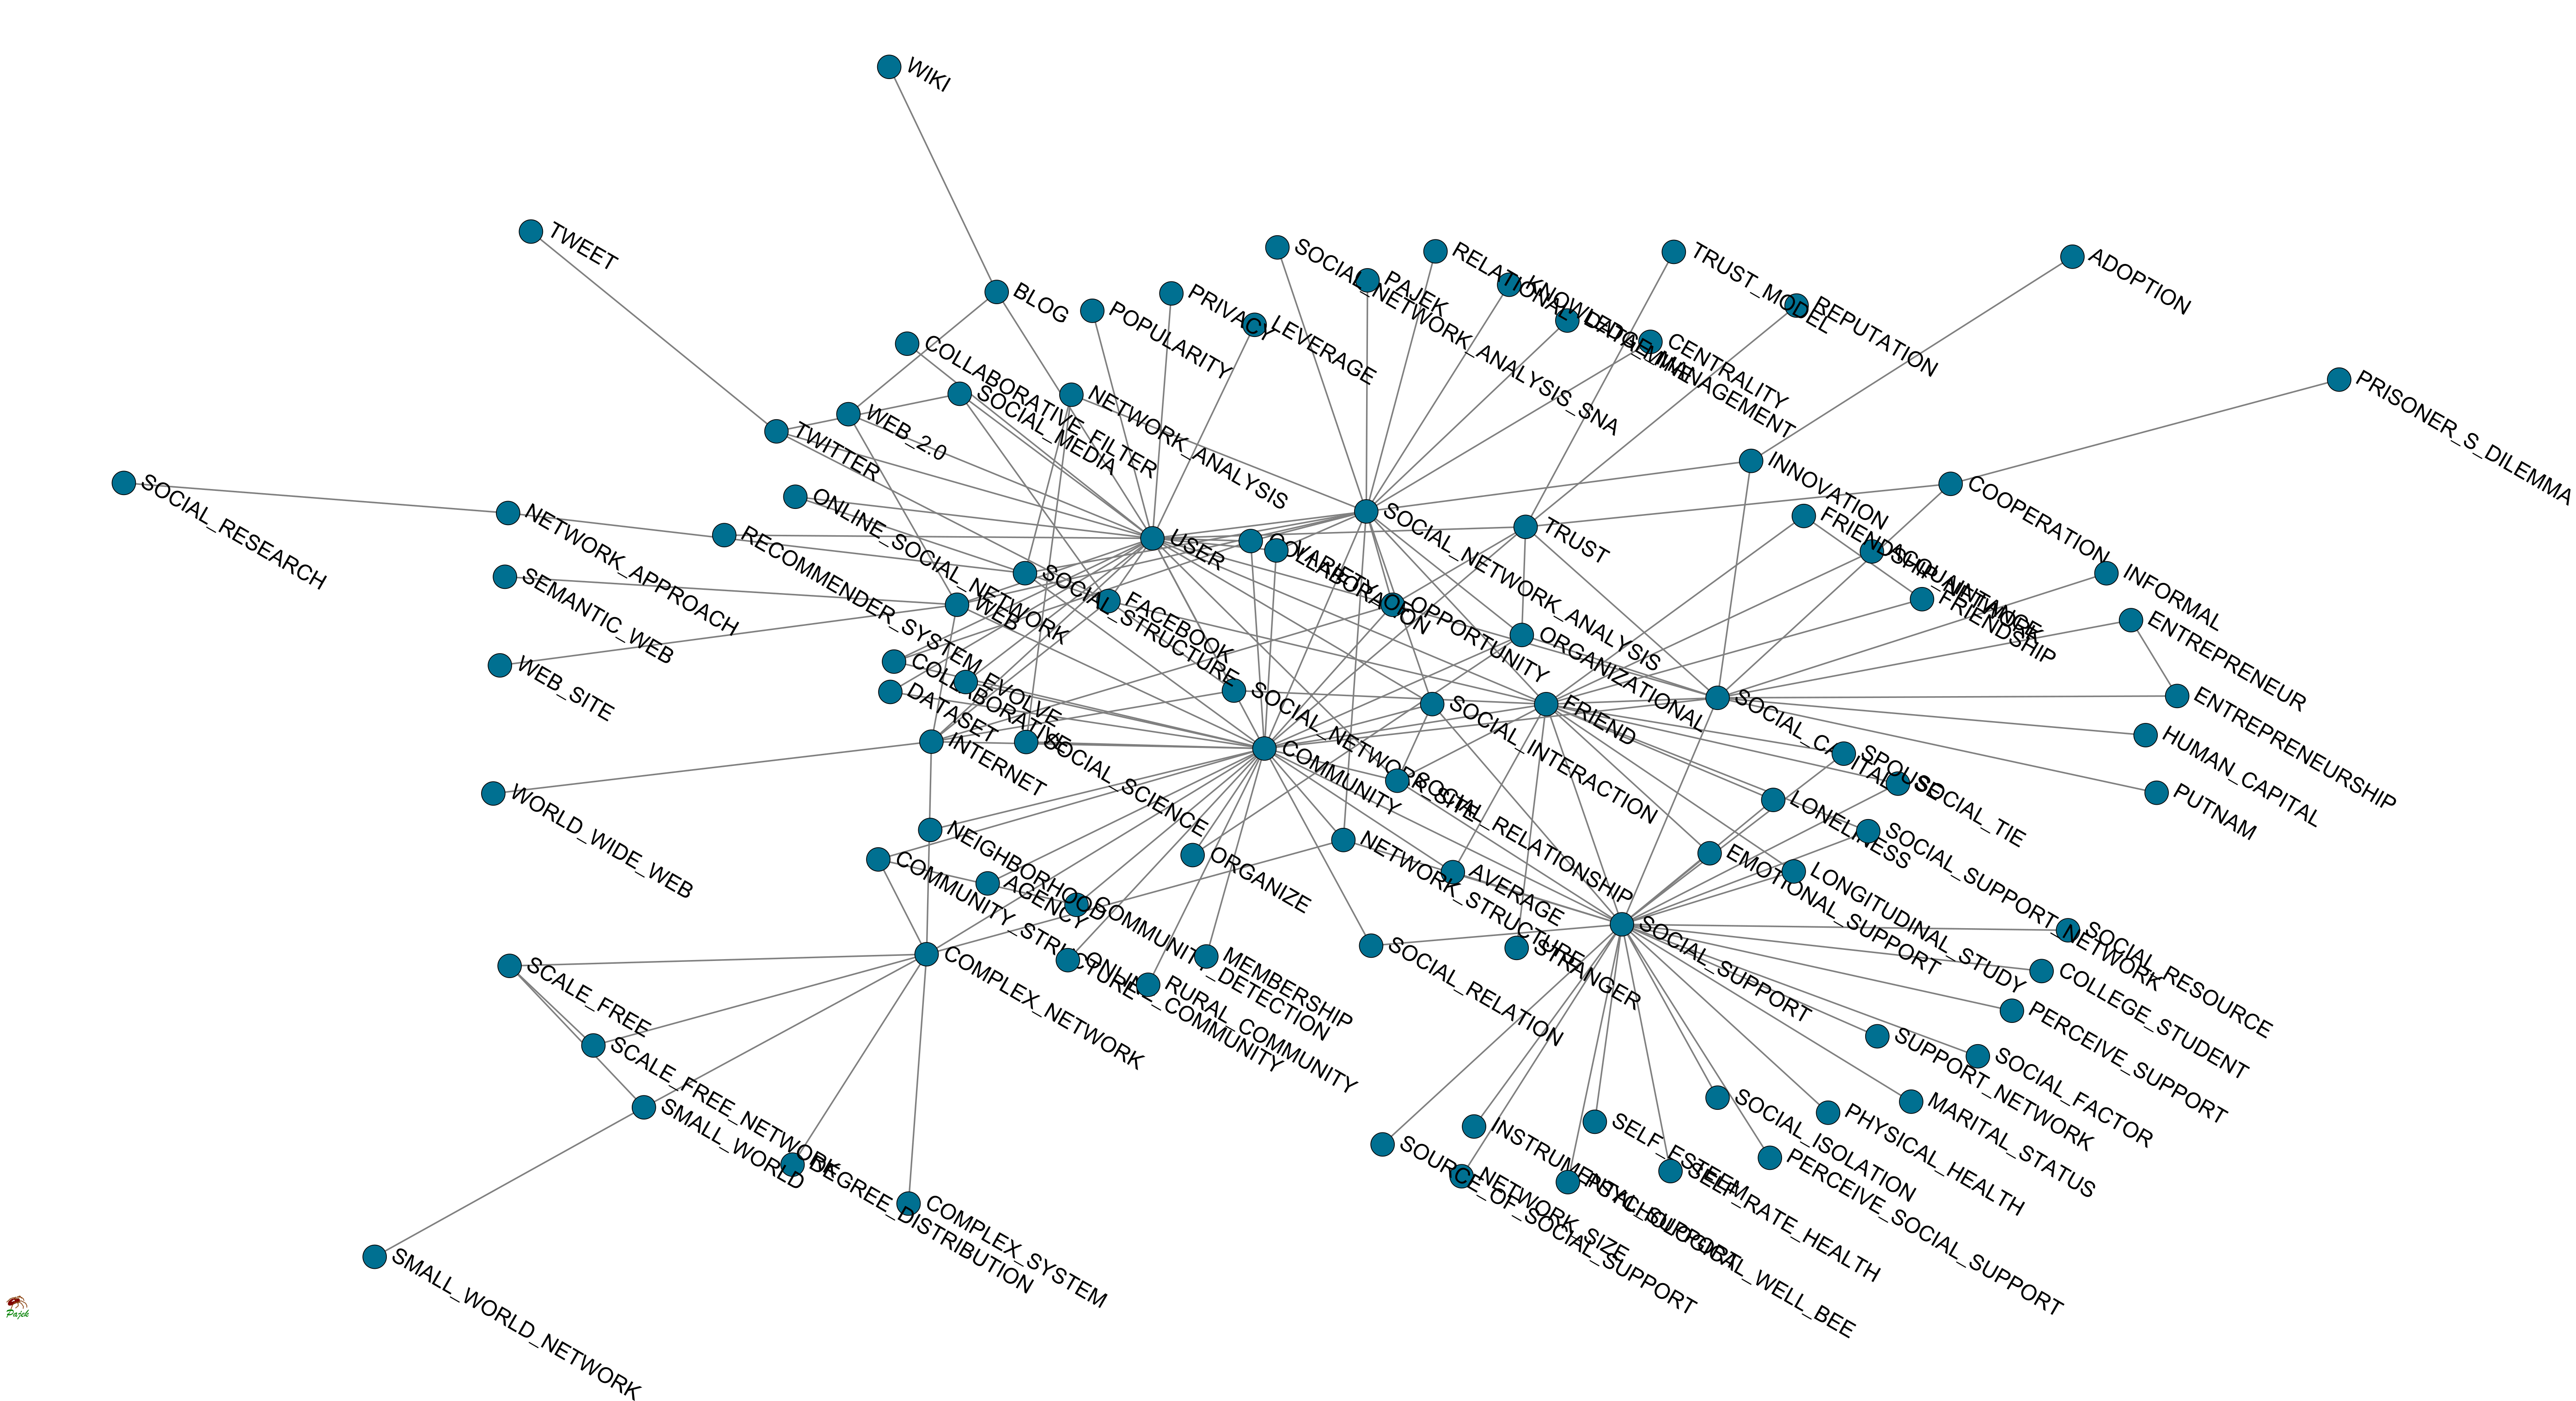 WIKI
TWEET
SOCIAL_NETWORK_ANALYSIS_SNA
PAJEK
RELATIONAL
KNOWLEDGE_MANAGEMENT
DATA_MINE
TRUST_MODEL
REPUTATION
ADOPTION
BLOG
POPULARITY
PRIVACY
LEVERAGE
CENTRALITY
COLLABORATIVE_FILTER
PRISONER_S_DILEMMA
SOCIAL_MEDIA
NETWORK_ANALYSIS
WEB_2.0
TWITTER
INNOVATION
SOCIAL_RESEARCH
COOPERATION
ONLINE_SOCIAL_NETWORK
NETWORK_APPROACH
SOCIAL_NETWORK_ANALYSIS
FRIENDSHIP_NETWORK
TRUST
RECOMMENDER_SYSTEM
USER
COLLABORATION
VARIETY_OF
ACQUAINTANCE
SOCIAL_STRUCTURE
INFORMAL
SEMANTIC_WEB
FRIENDSHIP
FACEBOOK
WEB
OPPORTUNITY
ENTREPRENEUR
ORGANIZATIONAL
COLLABORATIVE
WEB_SITE
EVOLVE
DATASET
SOCIAL_NETWORK_SITE
ENTREPRENEURSHIP
SOCIAL_CAPITAL
SOCIAL_INTERACTION
FRIEND
HUMAN_CAPITAL
INTERNET
SOCIAL_SCIENCE
COMMUNITY
SPOUSE
SOCIAL_RELATIONSHIP
SOCIAL_TIE
WORLD_WIDE_WEB
PUTNAM
LONELINESS
NEIGHBORHOOD
SOCIAL_SUPPORT_NETWORK
NETWORK_STRUCTURE
ORGANIZE
EMOTIONAL_SUPPORT
COMMUNITY_STRUCTURE
LONGITUDINAL_STUDY
AVERAGE
AGENCY
COMMUNITY_DETECTION
SOCIAL_SUPPORT
SOCIAL_RESOURCE
SOCIAL_RELATION
STRANGER
COMPLEX_NETWORK
MEMBERSHIP
ONLINE_COMMUNITY
SCALE_FREE
COLLEGE_STUDENT
RURAL_COMMUNITY
PERCEIVE_SUPPORT
SUPPORT_NETWORK
SCALE_FREE_NETWORK
SOCIAL_FACTOR
SOCIAL_ISOLATION
MARITAL_STATUS
SMALL_WORLD
PHYSICAL_HEALTH
SELF_ESTEEM
INSTRUMENTAL_SUPPORT
SOURCE_OF_SOCIAL_SUPPORT
PERCEIVE_SOCIAL_SUPPORT
DEGREE_DISTRIBUTION
SELF_RATE_HEALTH
NETWORK_SIZE
PSYCHOLOGICAL_WELL_BEE
COMPLEX_SYSTEM
SMALL_WORLD_NETWORK
Pajek